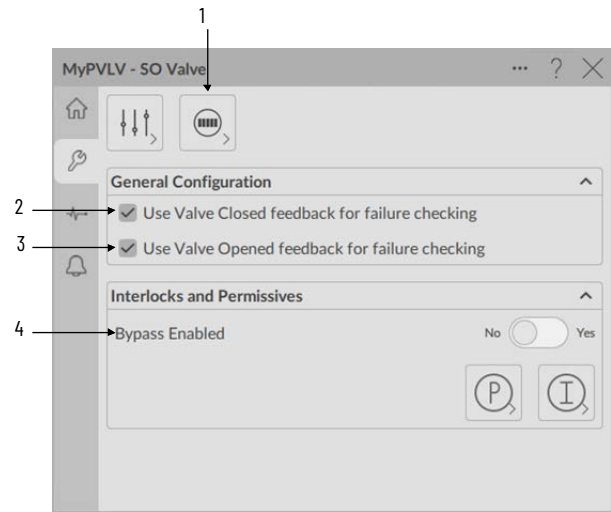 1
MyPVLV - SO Valve ... ?
General Configuration
2
Use Valve Closed feedback for failure checking
3
Use Valve Opened feedback for failure checking
Interlocks and Permissives
4
Bypass Enabled No Yes
P I